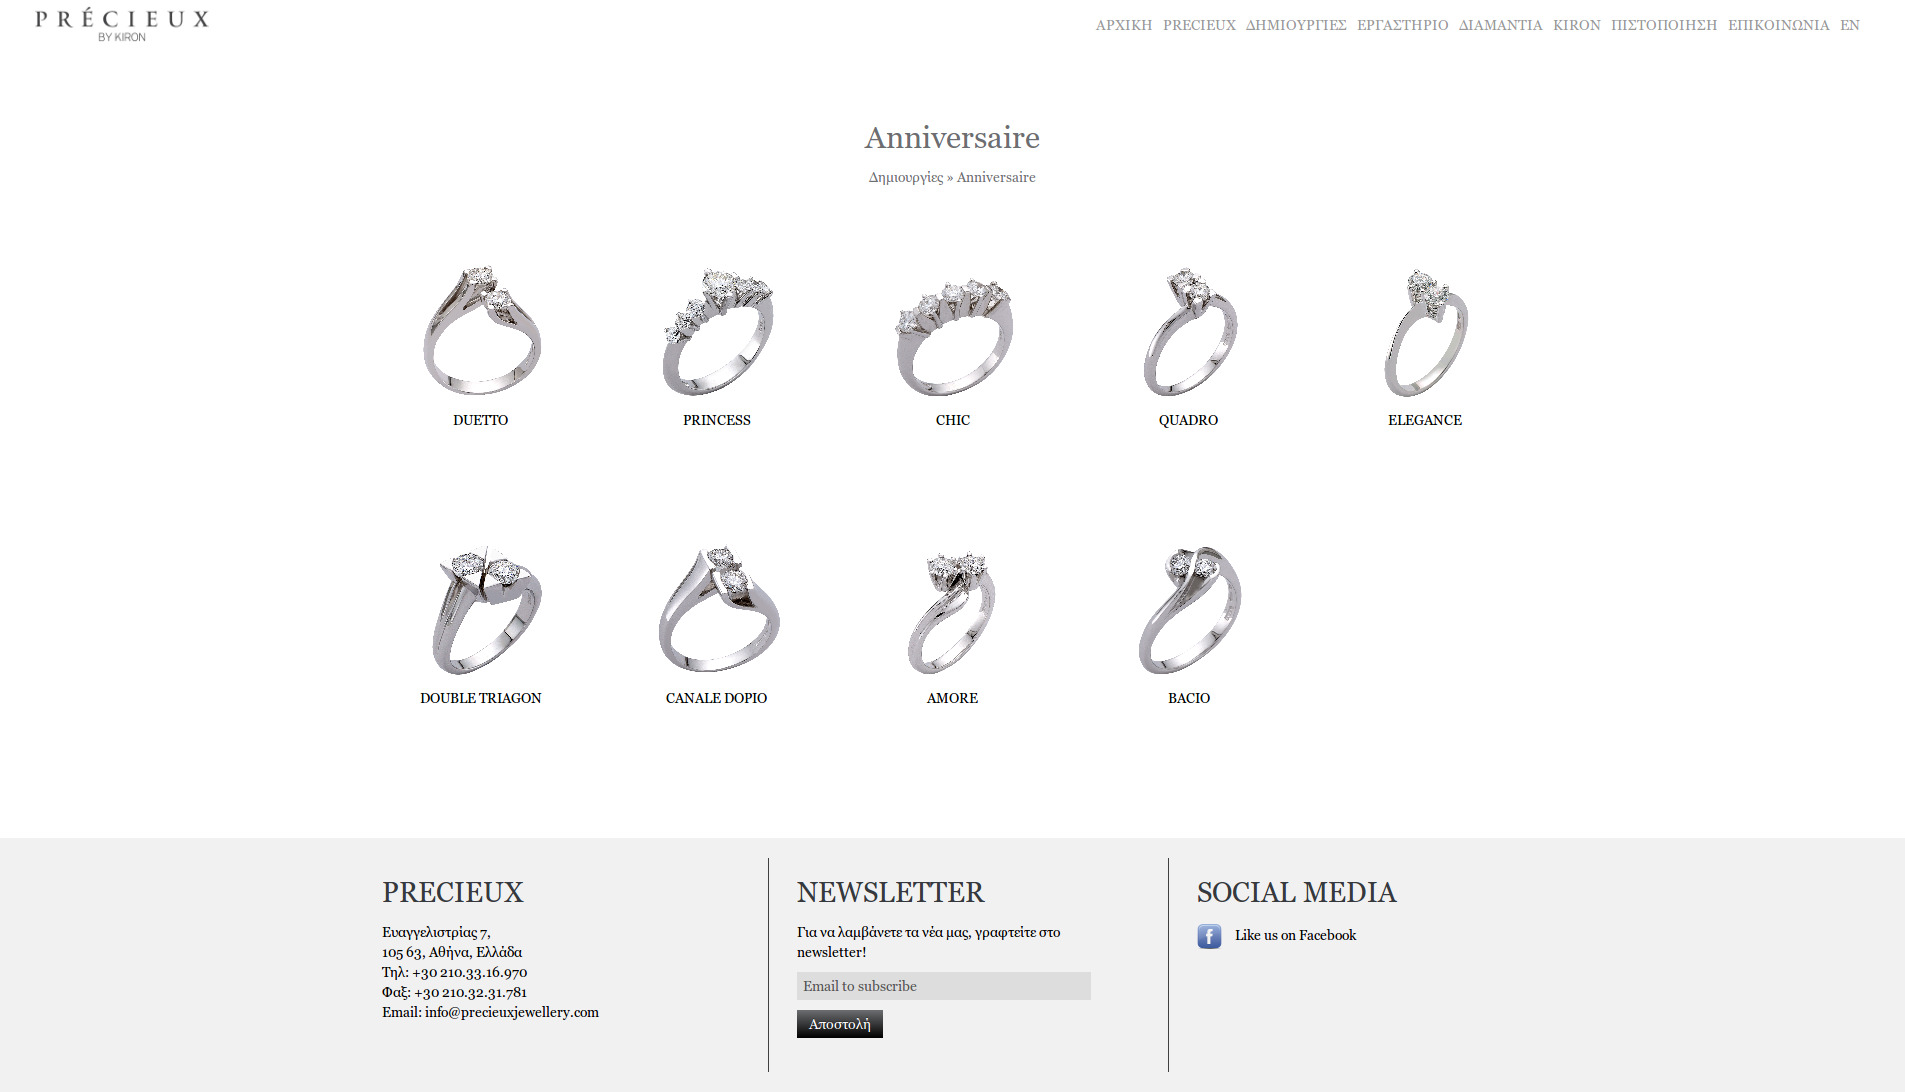 PRÉCIEUX
BY KIRON
ΑΡΧΙΚΗ PRECIEUX ΔΗΜΙΟΥΡΓΙΕΣ ΕΡΓΑΣΤΗΡΙΟ ΔΙΑΜΑΝΤΙΑ KIRON ΠΙΣΤΟΠΟΙΗΣΗ ΕΠΙΚΟΙΝΩΝΙΑ EN
Anniversaire
Δημιουργίες » Anniversaire
DUETTO PRINCESS CHIC QUADRO ELEGANCE
DOUBLE TRIAGON CANALE DOPIO AMORE BACIO
PRECIEUX
Ευαγγελιστρίας 7,
105 63, Αθήνα, Ελλάδα
Τηλ: +30 210.33.16.970
Φαξ: +30 210.32.31.781
Email: info@precieuxjewellery.com
NEWSLETTER
Για να λαμβάνετε τα νέα μας, γραφτείτε στο
newsletter!
Email to subscribe
Αποστολή
SOCIAL MEDIA
Like us on Facebook